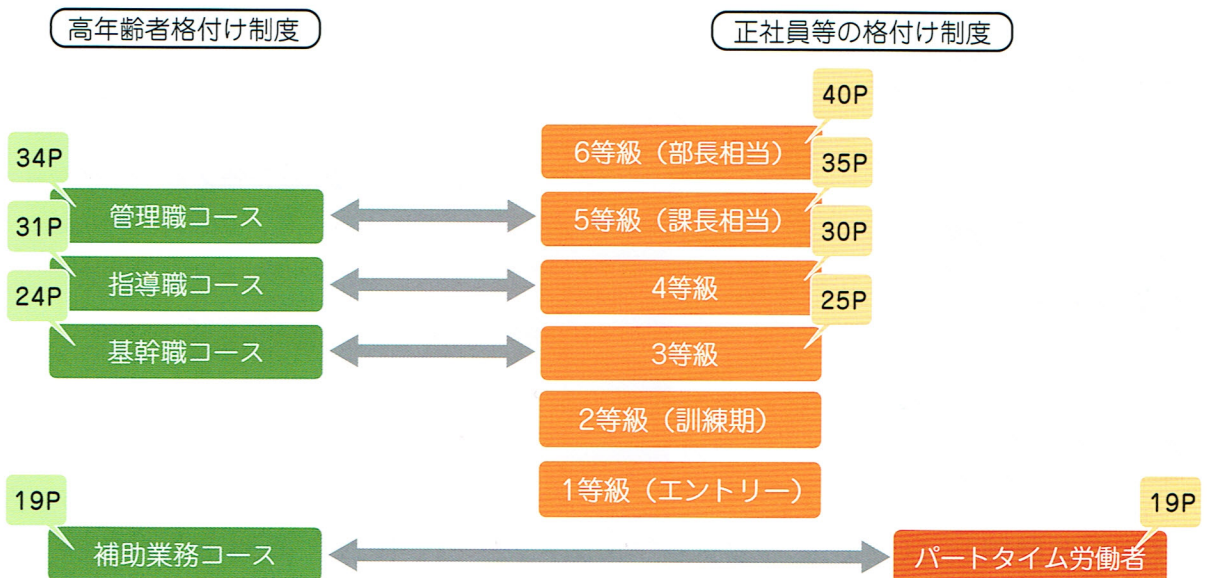 高年齢者格付け制度
正社員等の格付け制度
40P
6等級（部長相当）
34P
35P
管理職コース
5等級（課長相当）
31P
30P
指導職コース
4等級
24P
25P
基幹職コース
3等級
2等級（訓練期）
1等級（エントリー）
19P
19P
補助業務コース
パートタイム労働者